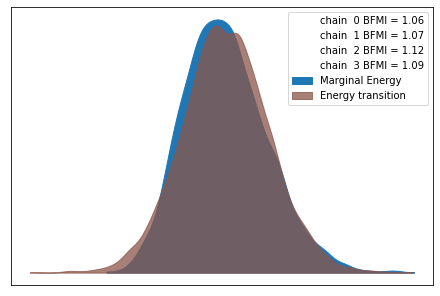 chain  0 BFMI = 1.06
chain  1 BFMI = 1.07
chain  2 BFMI = 1.12
chain  3 BFMI = 1.09
Marginal Energy
Energy transition